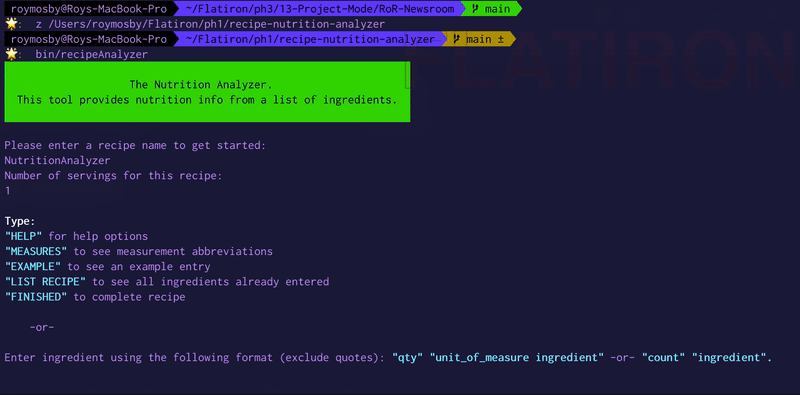 roymosby@Roys-MacBook-Pro ~/Flatiron/ph3/13-Project-Mode/RoR-Newsroom main
: z /Users/roymosby/Flatiron/ph1/recipe-nutrition-analyzer
roymosby@Roys-MacBook-Pro ~/Flatiron/ph1/recipe-nutrition-analyzer main ±
: bin/recipeAnalyzer
FLATIRON
The Nutrition Analyzer.
This tool provides nutrition info from a list of ingredients.
Please enter a recipe name to get started:
NutritionAnalyzer
Number of servings for this recipe:
1
Type:
"HELP" for help options
"MEASURES" to see measurement abbreviations
"EXAMPLE" to see an example entry
"LIST RECIPE" to see all ingredients already entered
"FINISHED" to complete recipe
-or-
Enter ingredient using the following format (exclude quotes): "qty" "unit_of_measure ingredient" -or- "count" "ingredient".